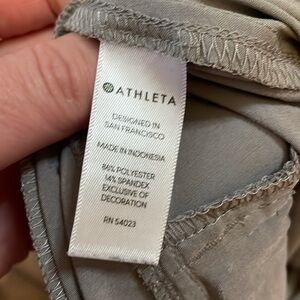 ATHLETA
DESIGNED IN
SAN FRANCISCO
MADE IN INDONESIA
86% POLYESTER
14% SPANDEX
EXCLUSIVE OF
DECORATION
RN 54023